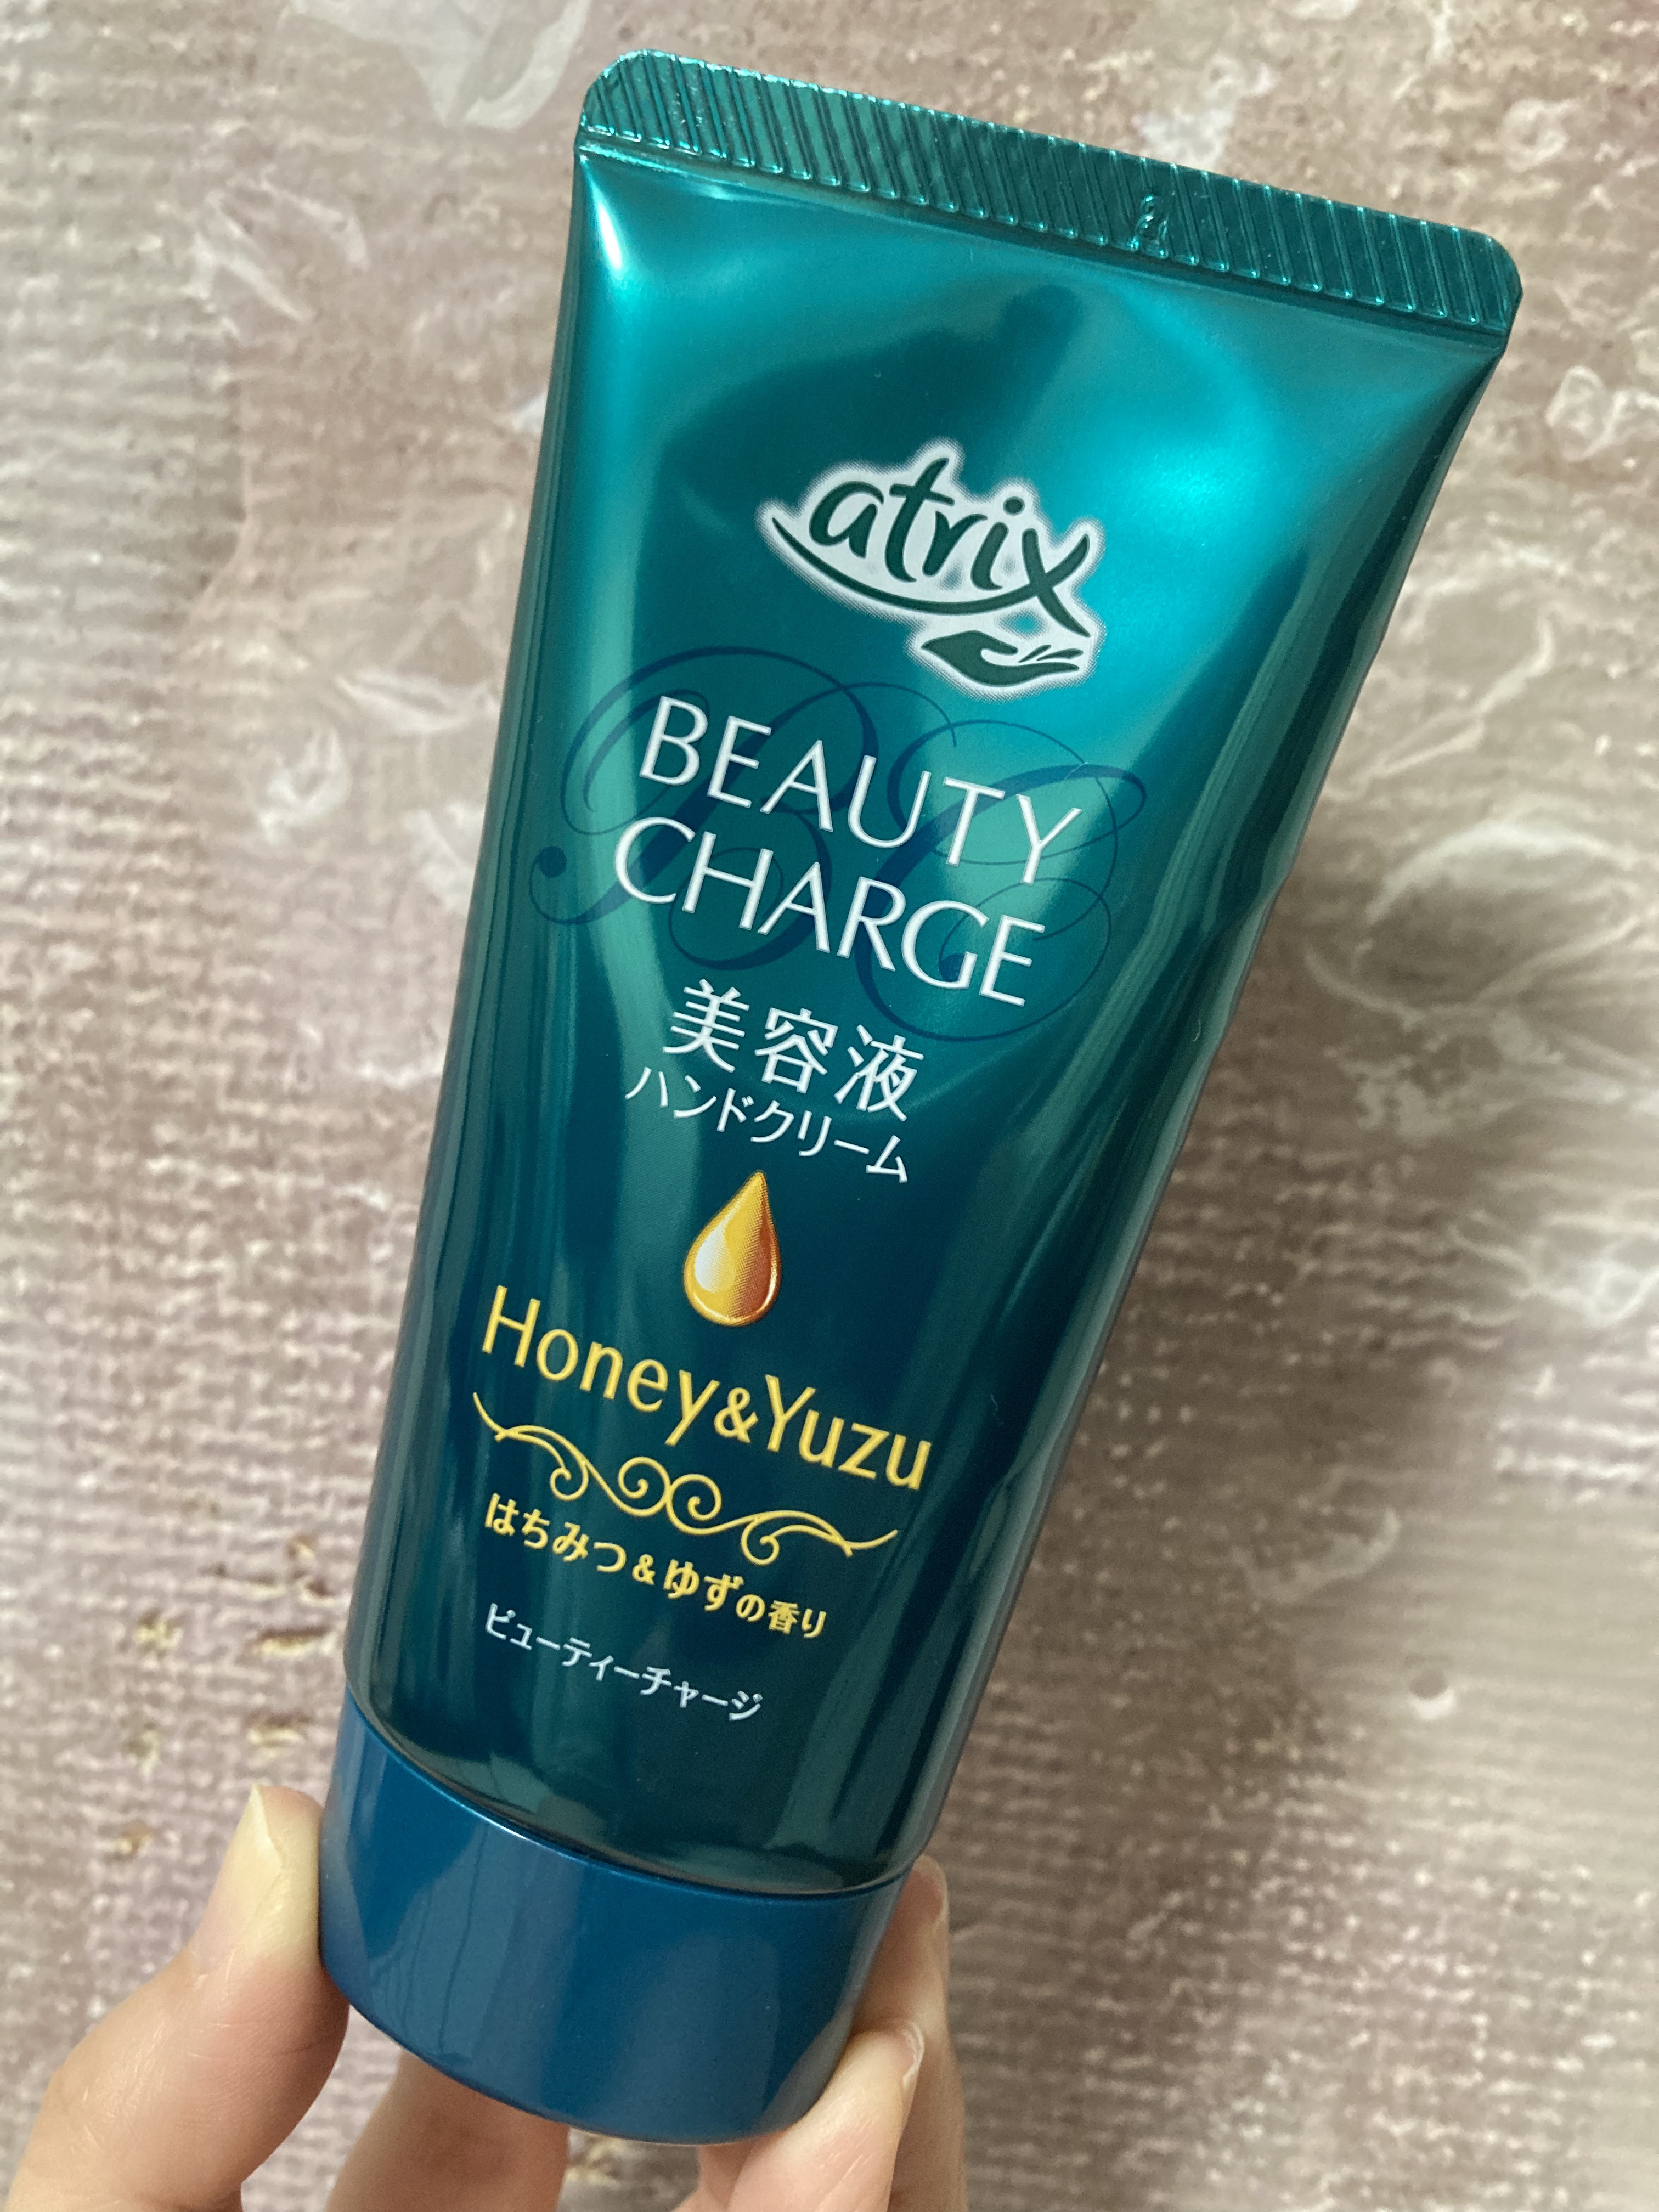 atrix
BEAUTY
CHARGE
美容液
ハンドクリーム
Honey&Yuzu
はちみつ&ゆずの香り
ビューティーチャージ